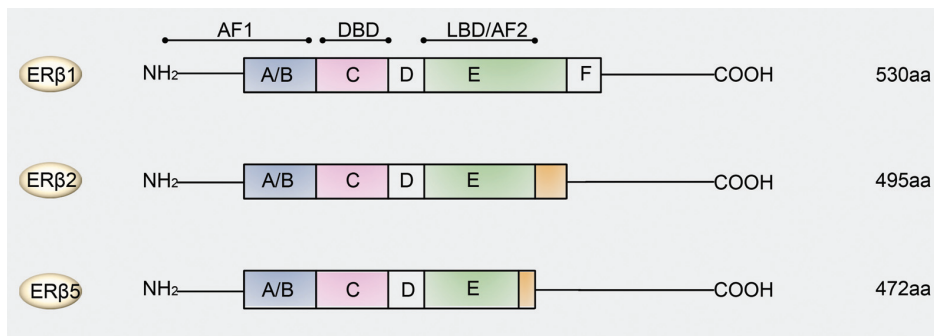 AF1 DBD LBD/AF2
ERβ1 NH₂ A/B C D E F COOH 530aa
ERβ2 NH₂ A/B C D E COOH 495aa
ERβ5 NH₂ A/B C D E COOH 472aa